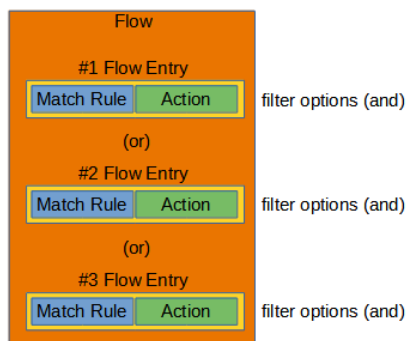 Flow
#1 Flow Entry
Match Rule Action filter options (and)
(or)
#2 Flow Entry
Match Rule Action filter options (and)
(or)
#3 Flow Entry
Match Rule Action filter options (and)